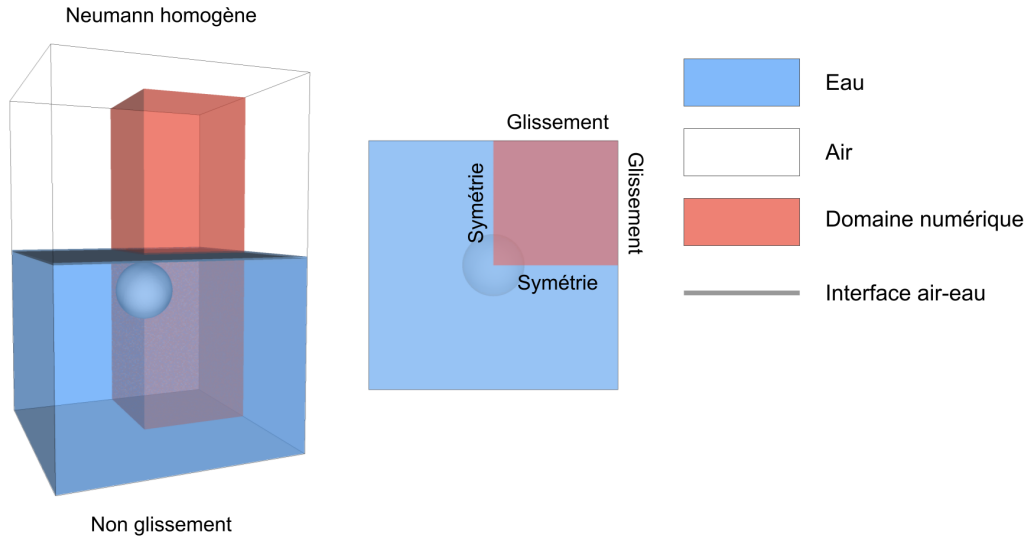 Neumann homogène
Non glissement
Glissement
Glissement
Symétrie
Symétrie
Eau
Air
Domaine numérique
Interface air-eau